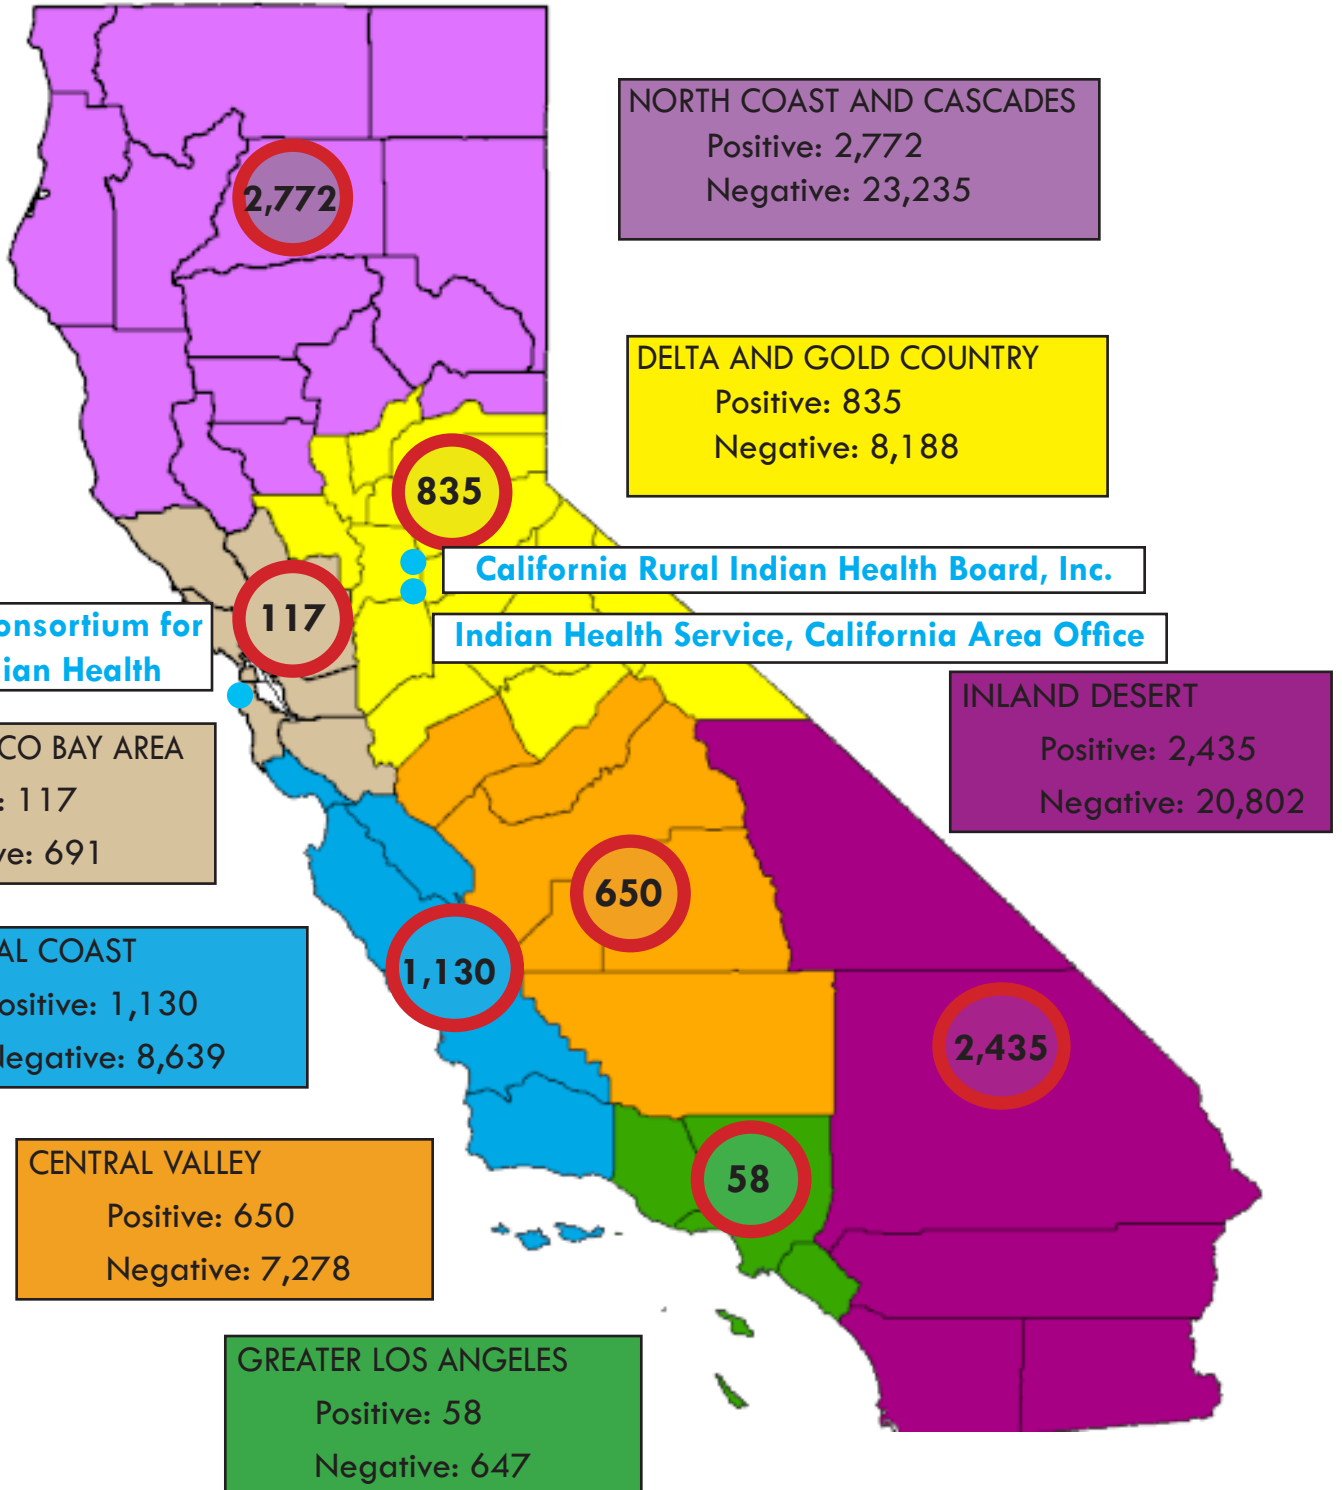 NORTH COAST AND CASCADES
Positive: 2,772
Negative: 23,235
2,772
DELTA AND GOLD COUNTRY
Positive: 835
Negative: 8,188
835
California Rural Indian Health Board, Inc.
onsortium for
ian Health
117
Indian Health Service, California Area Office
INLAND DESERT
Positive: 2,435
Negative: 20,802
CO BAY AREA
: 117
ve: 691
650
AL COAST
ositive: 1,130
Negative: 8,639
1,130
2,435
CENTRAL VALLEY
Positive: 650
Negative: 7,278
58
GREATER LOS ANGELES
Positive: 58
Negative: 647